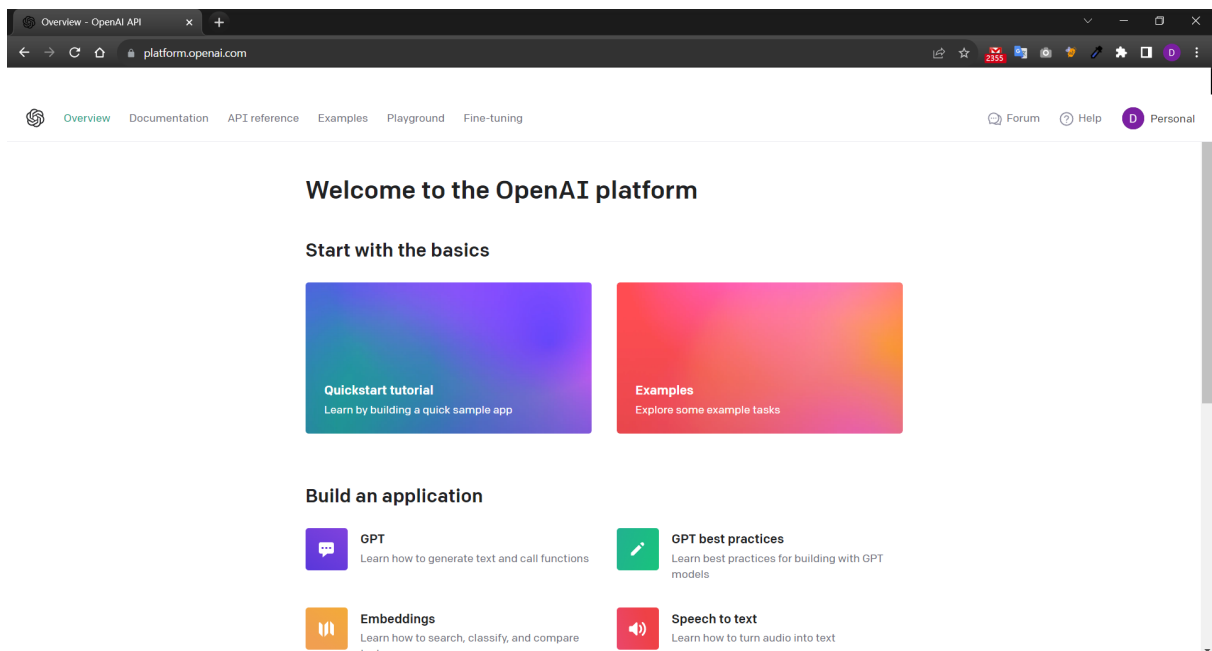 Overview - OpenAI API
platform.openai.com
2355
D
Overview Documentation API reference Examples Playground Fine-tuning Forum Help D Personal
Welcome to the OpenAI platform
Start with the basics
Quickstart tutorial
Learn by building a quick sample app
Examples
Explore some example tasks
Build an application
GPT
Learn how to generate text and call functions
GPT best practices
Learn best practices for building with GPT
models
Embeddings
Learn how to search, classify, and compare
Speech to text
Learn how to turn audio into text